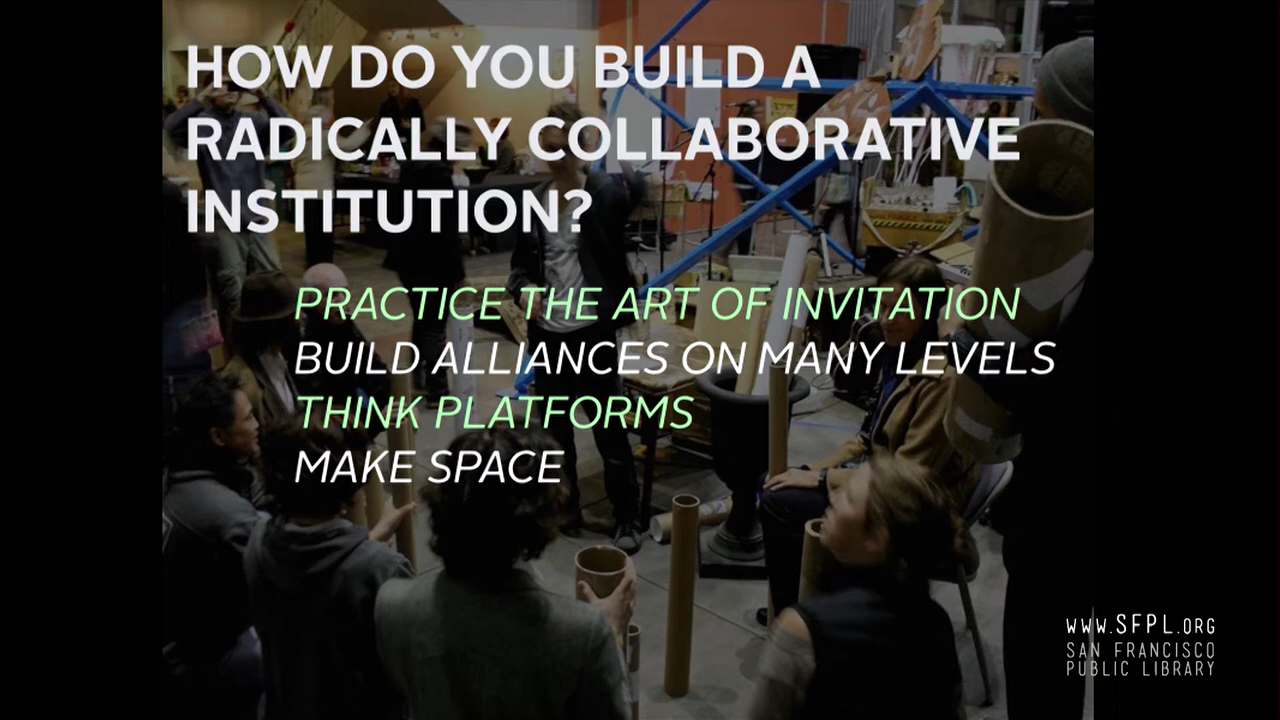 HOW DO YOU BUILD A
RADICALLY COLLABORATIVE
INSTITUTION?
PRACTICE THE ART OF INVITATION
BUILD ALLIANCES ON MANY LEVELS
THINK PLATFORMS
MAKE SPACE
www.SFPL.ORG
SAN FRANCISCO
PUBLIC LIBRARY